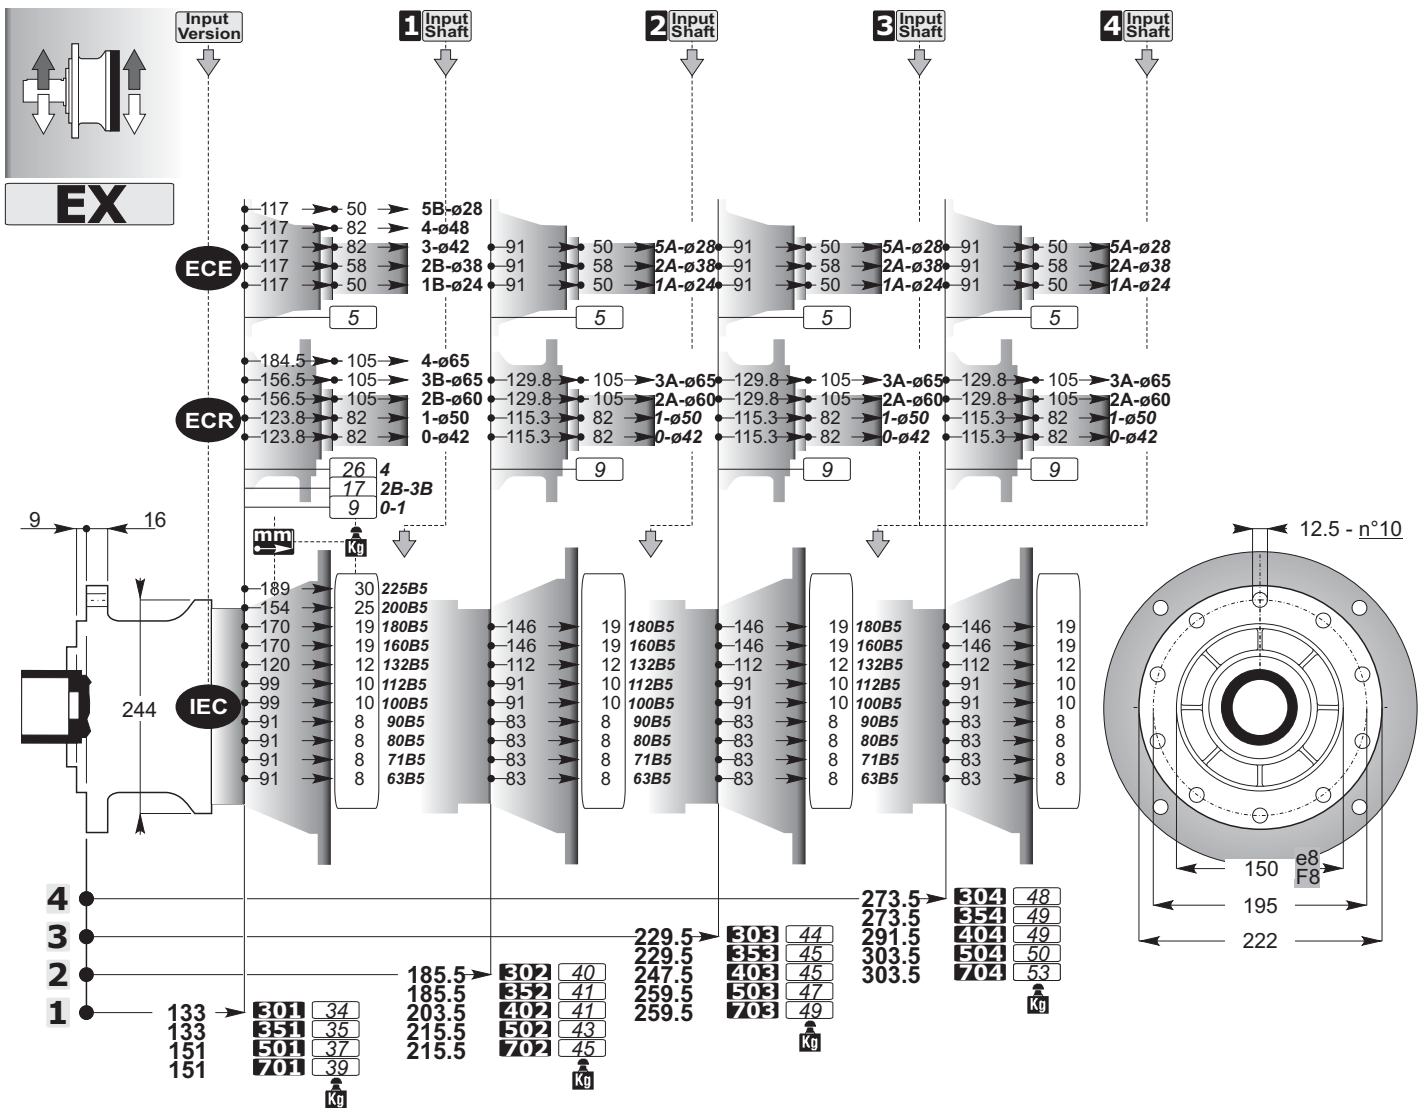 Input Version
1 Input Shaft
2 Input Shaft
3 Input Shaft
4 Input Shaft
EX
ECE
117 50 5B-ø28
117 82 4-ø48
117 82 3-ø42 91 50 5A-ø28 91 50 5A-ø28 91 50 5A-ø28
117 58 2B-ø38 91 58 2A-ø38 91 58 2A-ø38 91 58 2A-ø38
117 50 1B-ø24 91 50 1A-ø24 91 50 1A-ø24 91 50 1A-ø24
5 5 5 5
ECR
184.5 105 4-ø65
156.5 105 3B-ø65 129.8 105 3A-ø65 129.8 105 3A-ø65 129.8 105 3A-ø65
156.5 105 2B-ø60 129.8 105 2A-ø60 129.8 105 2A-ø60 129.8 105 2A-ø60
123.8 82 1-ø50 115.3 82 1-ø50 115.3 82 1-ø50 115.3 82 1-ø50
123.8 82 0-ø42 115.3 82 0-ø42 115.3 82 0-ø42 115.3 82 0-ø42
26 4 9 9 9
17 2B-3B
9 0-1
9 16 mm Kg 12.5 - n°10
IEC
244
189 30 225B5
154 25 200B5
170 19 180B5 146 19 180B5 146 19 180B5 146 19
170 19 160B5 146 19 160B5 146 19 160B5 146 19
120 12 132B5 112 12 132B5 112 12 132B5 112 12
99 10 112B5 91 10 112B5 91 10 112B5 91 10
99 10 100B5 91 10 100B5 91 10 100B5 91 10
91 8 90B5 83 8 90B5 83 8 90B5 83 8
91 8 80B5 83 8 80B5 83 8 80B5 83 8
91 8 71B5 83 8 71B5 83 8 71B5 83 8
91 8 63B5 83 8 63B5 83 8 63B5 83 8
150 e8 F8
195
222
4
273.5 304 48
273.5 354 49
291.5 404 49
303.5 504 50
303.5 704 53
Kg
3
229.5 303 44
229.5 353 45
247.5 403 45
259.5 503 47
259.5 703 49
Kg
2
185.5 302 40
185.5 352 41
203.5 402 41
215.5 502 43
215.5 702 45
Kg
1
133 301 34
133 351 35
151 501 37
151 701 39
Kg